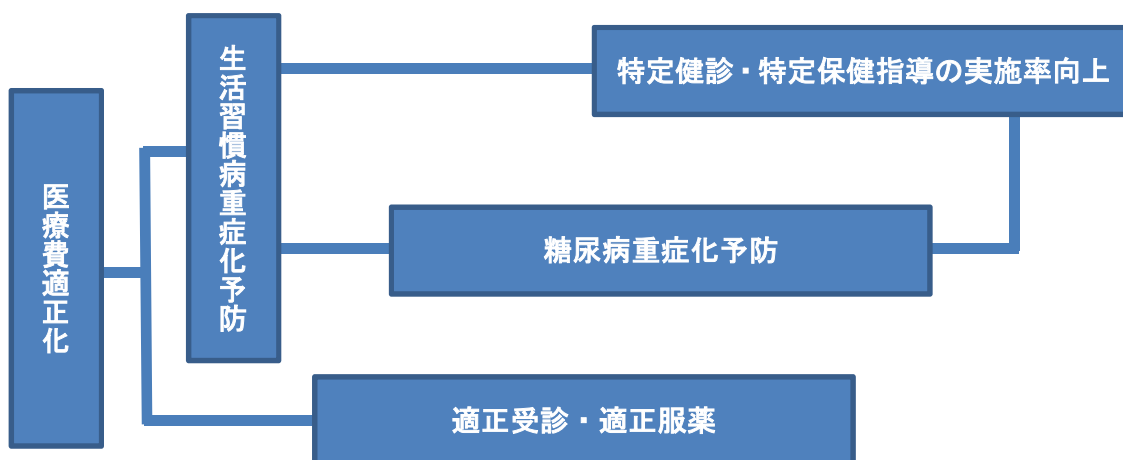 医療費適正化
生活習慣病重症化予防
特定健診・特定保健指導の実施率向上
糖尿病重症化予防
適正受診・適正服薬